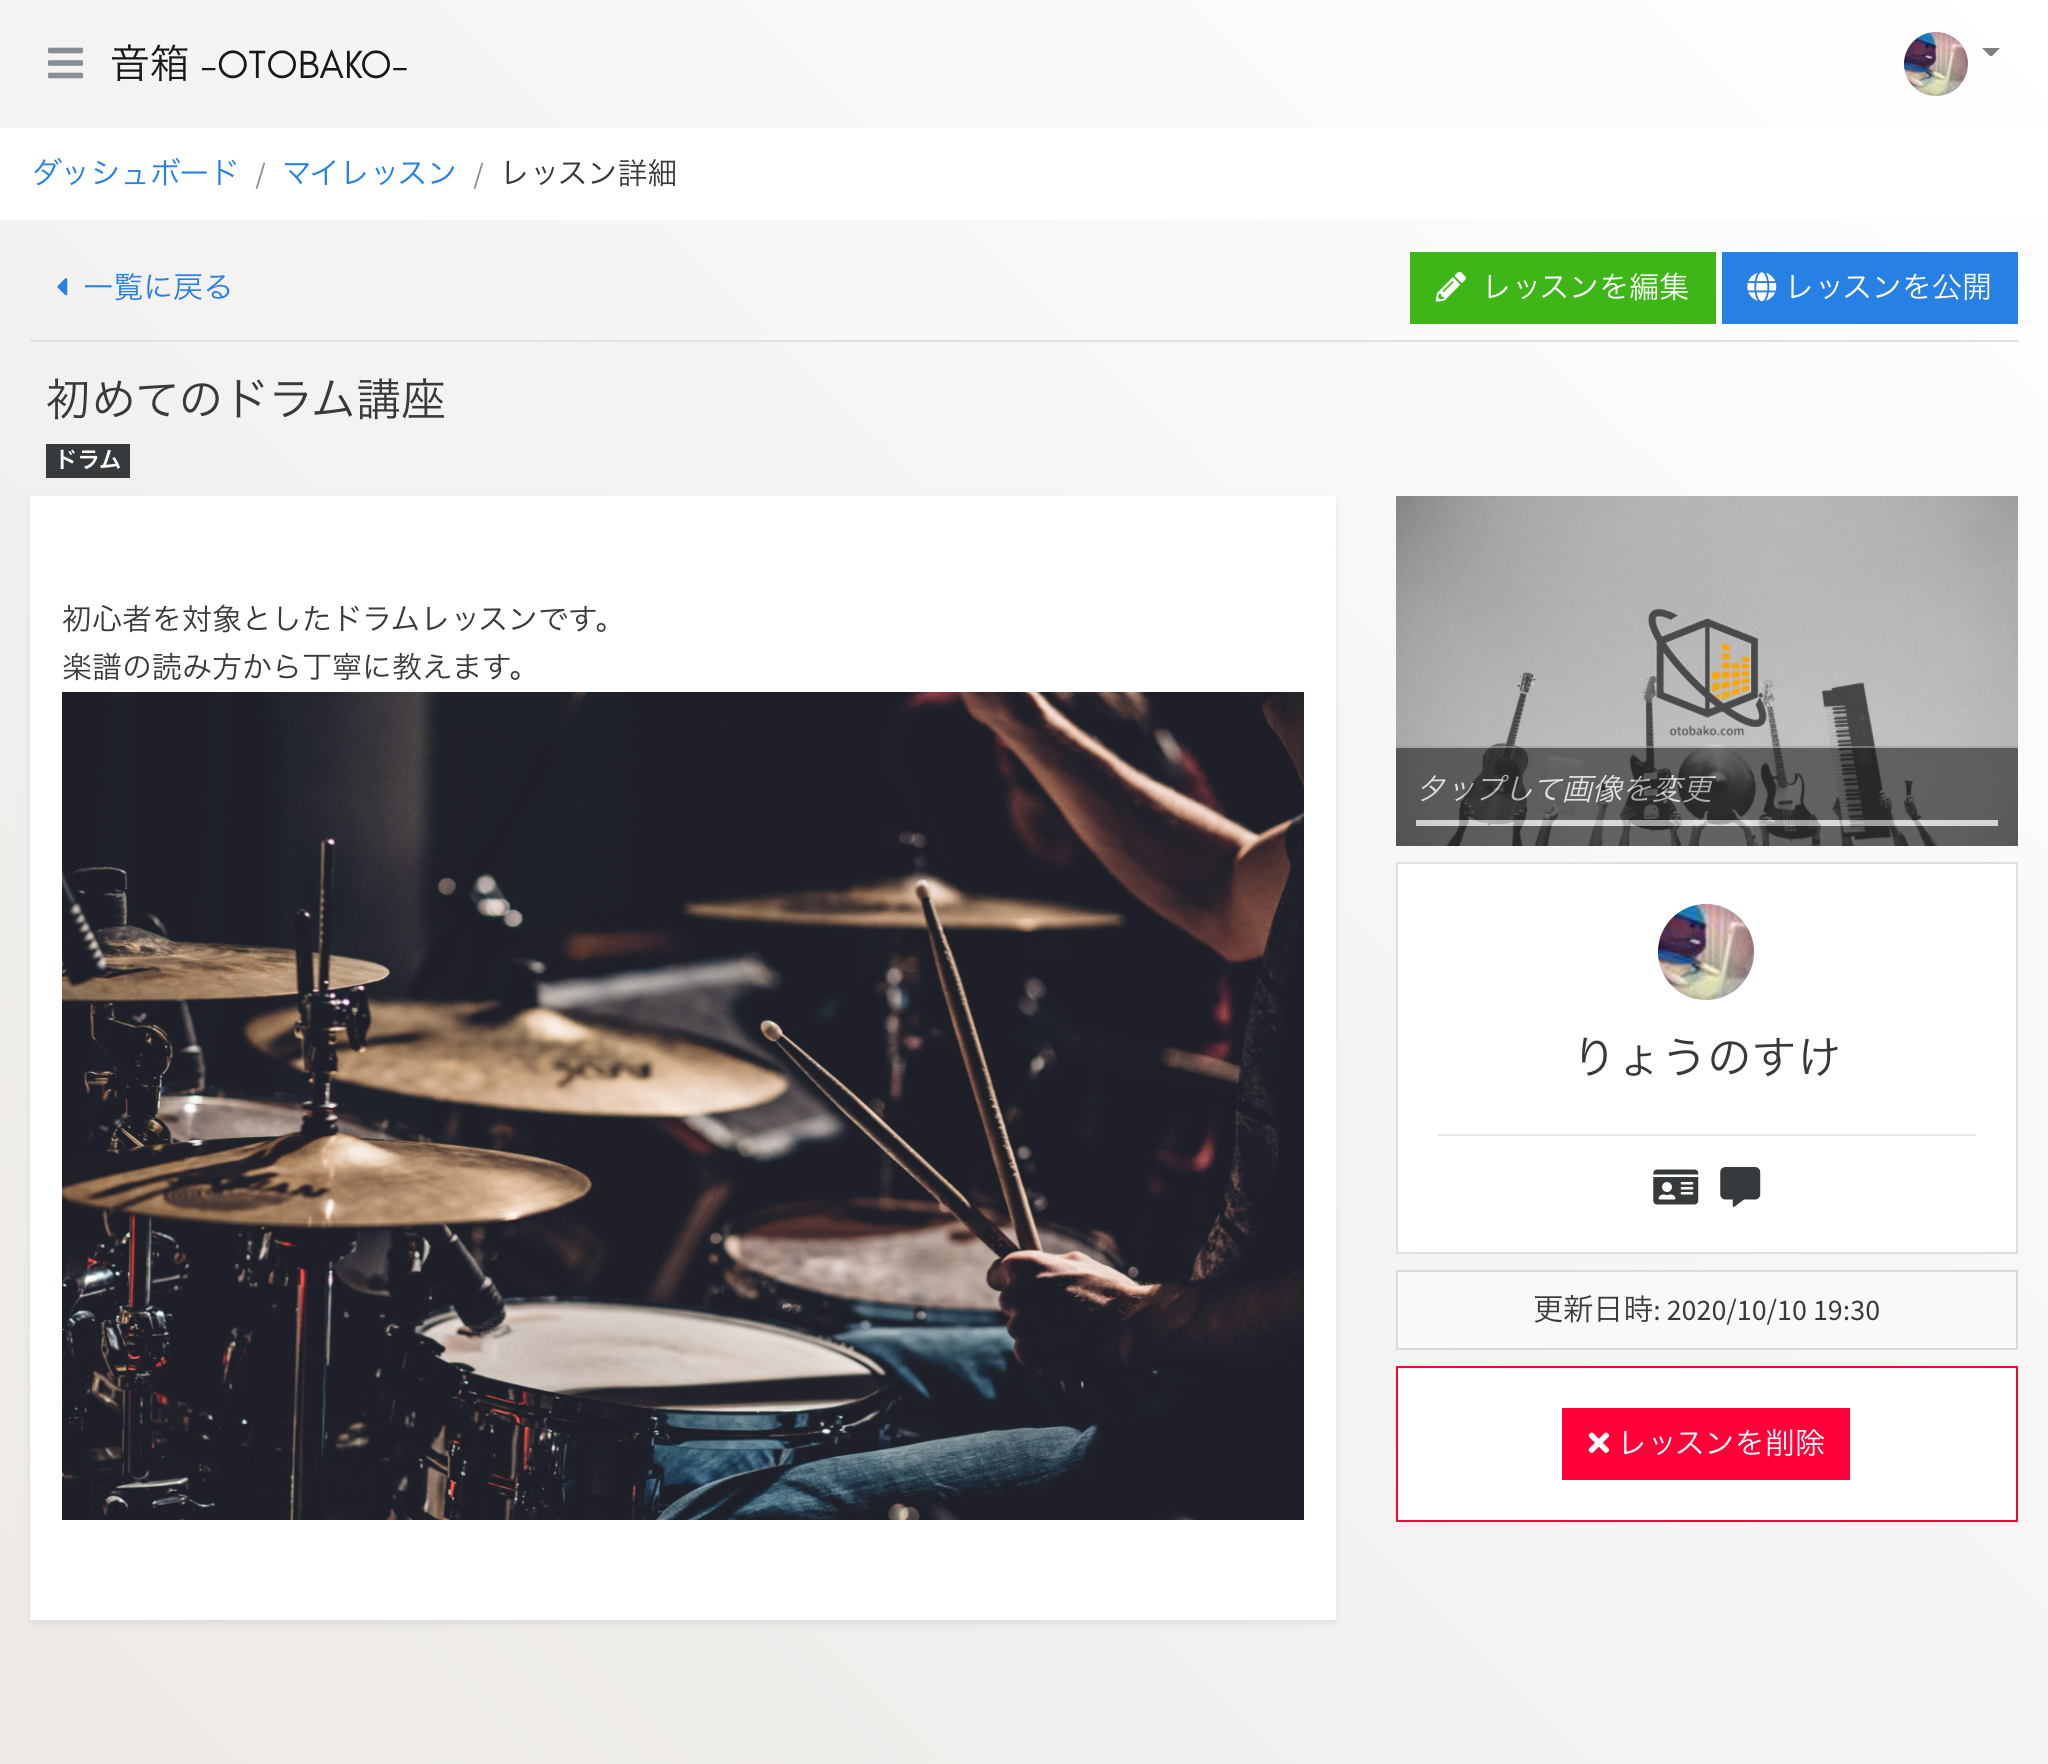 音箱 -OTOBAKO-
ダッシュボード / マイレッスン / レッスン詳細
一覧に戻る
レッスンを編集
レッスンを公開
初めてのドラム講座
ドラム
初心者を対象としたドラムレッスンです。
楽譜の読み方から丁寧に教えます。
otobako.com
タップして画像を変更
りょうのすけ
更新日時: 2020/10/10 19:30
レッスンを削除